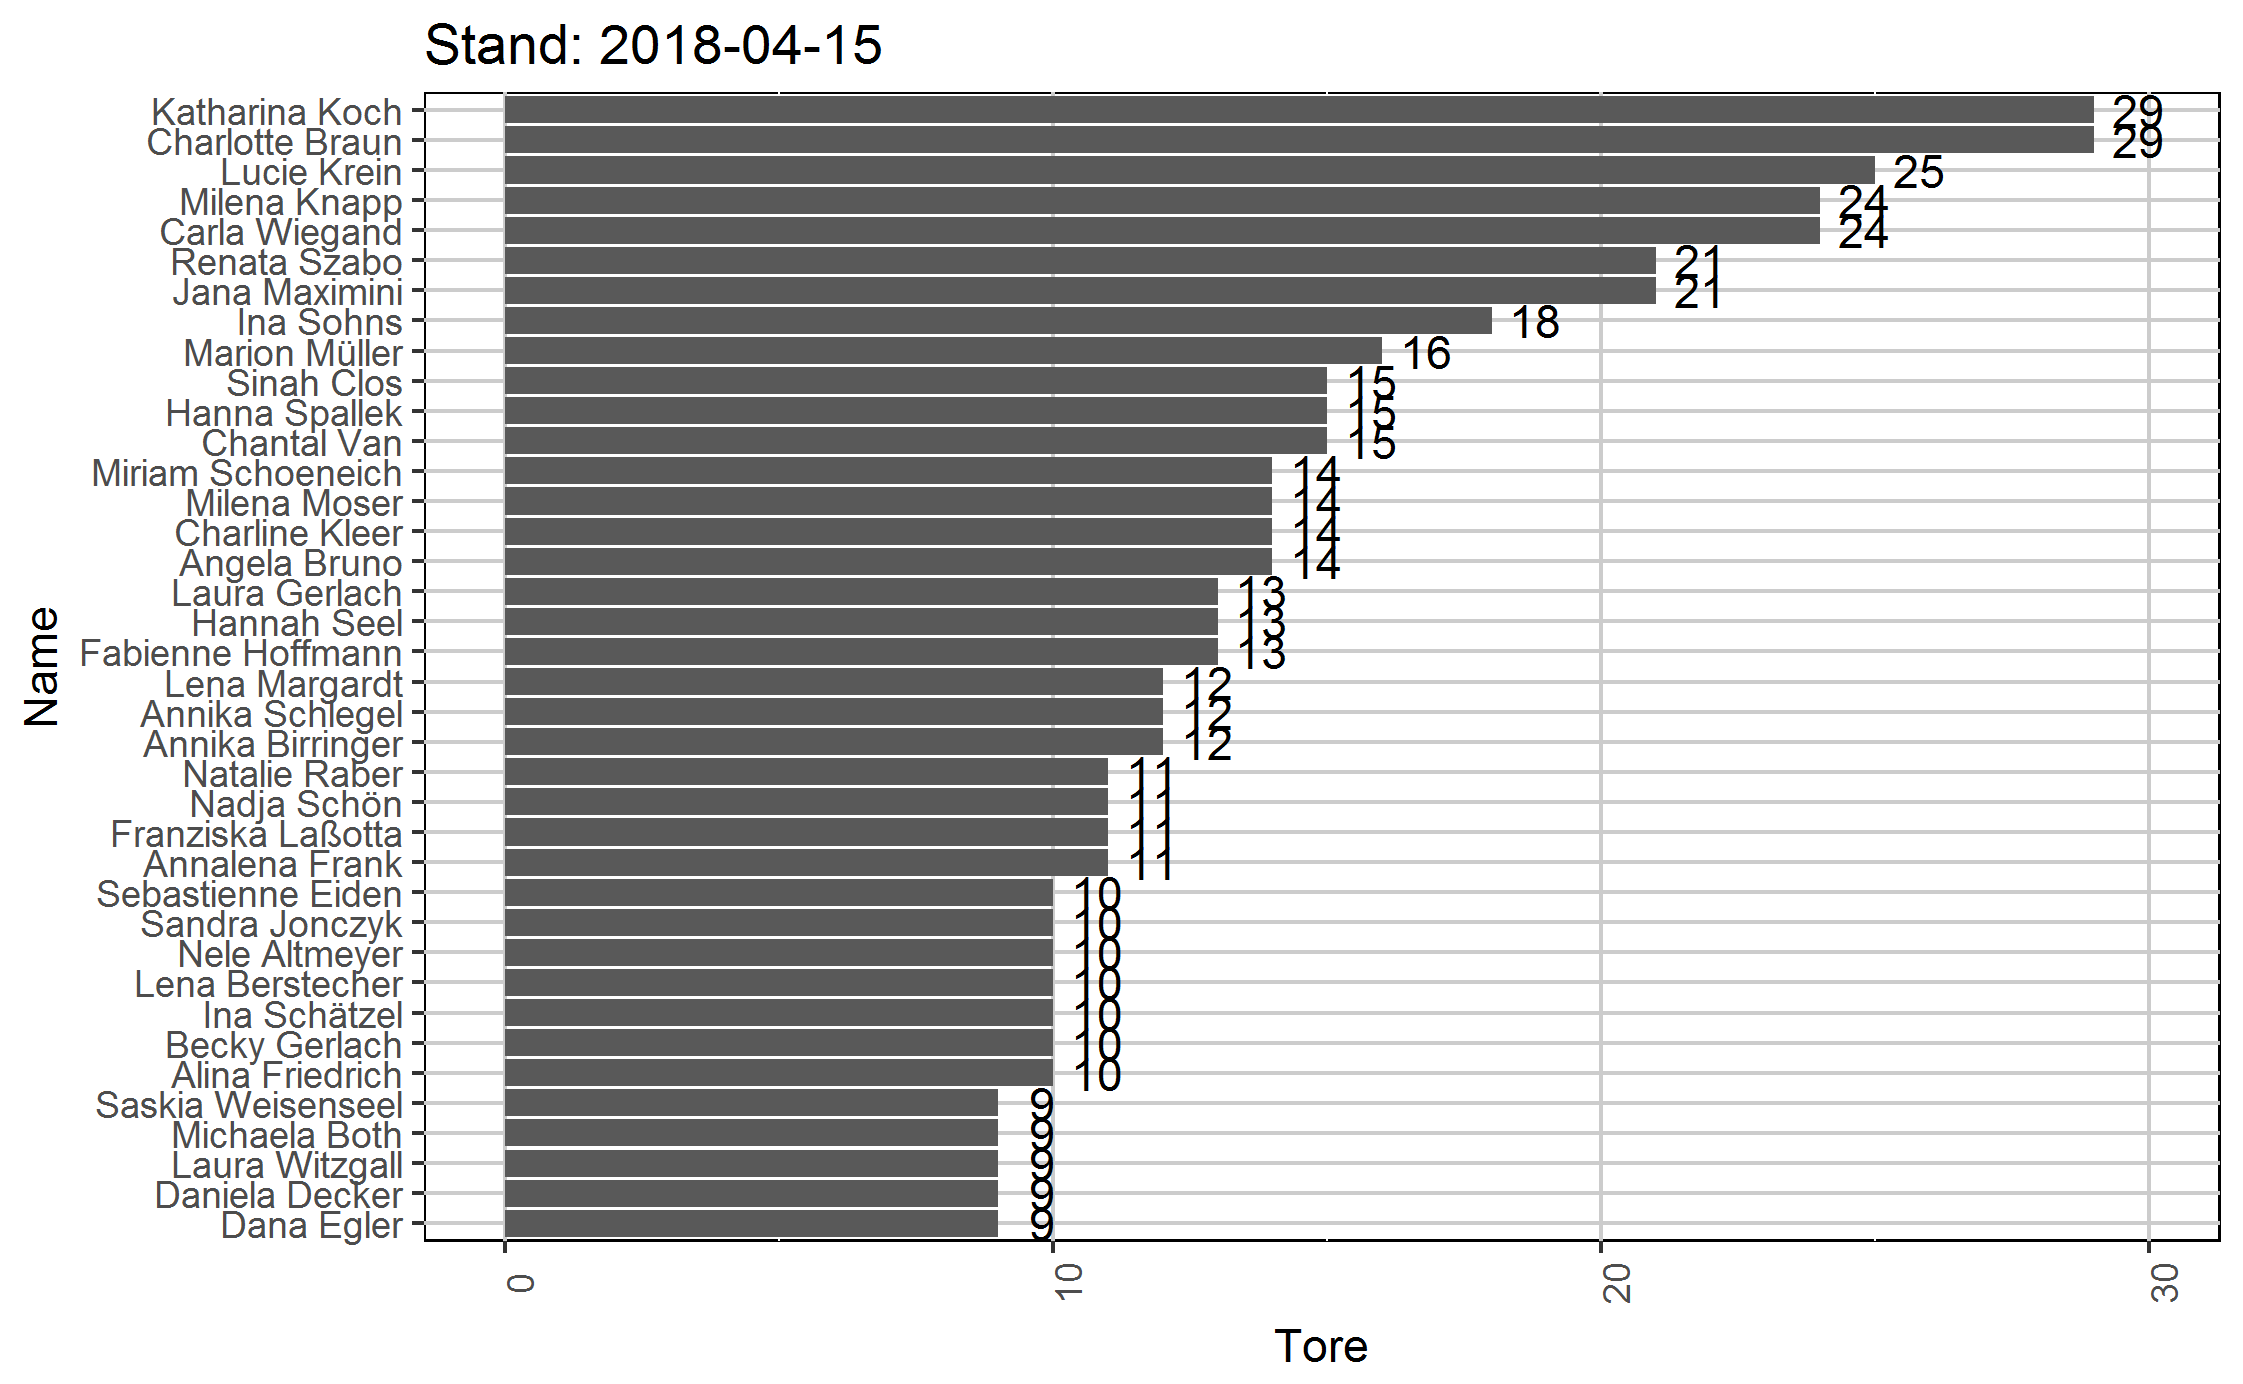 Stand: 2018-04-15
Katharina Koch 29
Charlotte Braun 29
Lucie Krein 25
Milena Knapp 24
Carla Wiegand 24
Renata Szabo 21
Jana Maximini 21
Ina Sohns 18
Marion Müller 16
Sinah Clos 15
Hanna Spallek 15
Chantal Van 15
Miriam Schoeneich 14
Milena Moser 14
Charline Kleer 14
Angela Bruno 14
Laura Gerlach 13
Hannah Seel 13
Fabienne Hoffmann 13
Lena Margardt 12
Annika Schlegel 12
Annika Birringer 12
Natalie Raber 11
Nadja Schön 11
Franziska Laßotta 11
Annalena Frank 11
Sebastienne Eiden 10
Sandra Jonczyk 10
Nele Altmeyer 10
Lena Berstecher 10
Ina Schätzel 10
Becky Gerlach 10
Alina Friedrich 10
Saskia Weisenseel 9
Michaela Both 9
Laura Witzgall 9
Daniela Decker 9
Dana Egler 9
Name
0 10 20 30
Tore